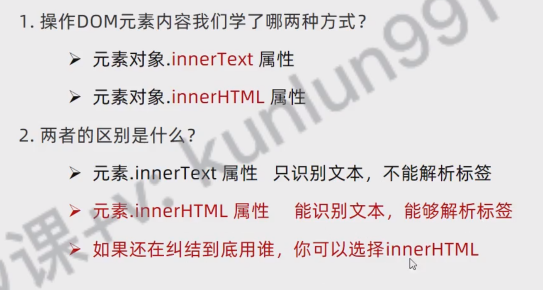 1. 操作DOM元素内容我们学了哪两种方式?
➢ 元素对象.innerText 属性
➢ 元素对象.innerHTML 属性
2. 两者的区别是什么?
➢ 元素.innerText 属性 只识别文本，不能解析标签
➢ 元素.innerHTML 属性 能识别文本，能够解析标签
➢ 如果还在纠结到底用谁，你可以选择innerHTML
课+v: kunlun991